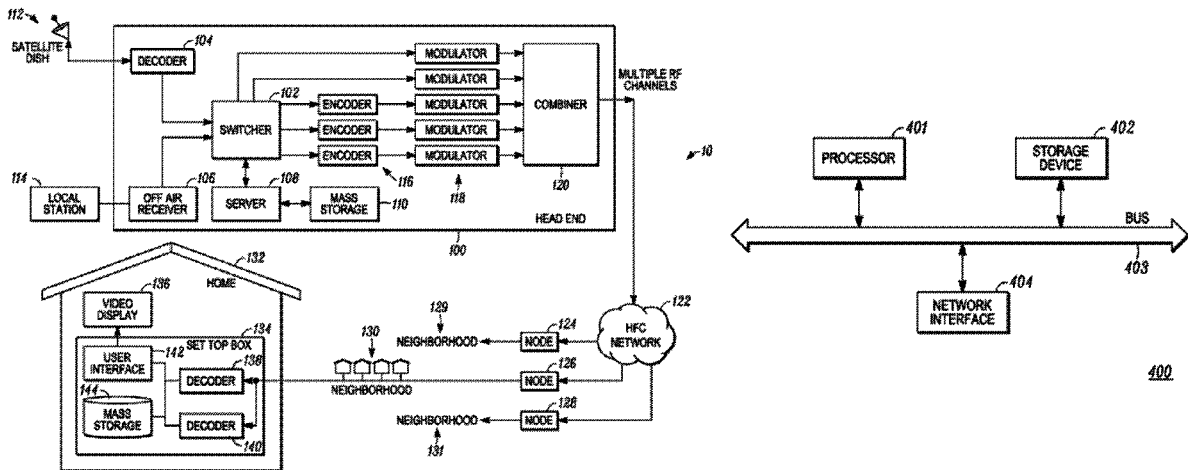 112
SATELLITE
DISH
104
DECODER
102
SWITCHER
ENCODER
ENCODER
ENCODER
116
MODULATOR
MODULATOR
MODULATOR
MODULATOR
MODULATOR
118
COMBINER
120
MULTIPLE RF
CHANNELS
10
114
LOCAL
STATION
106
OFF AIR
RECEIVER
108
SERVER
MASS
STORAGE
110
HEAD END
100
132
HOME
136
VIDEO
DISPLAY
134
SET TOP BOX
142
USER
INTERFACE
138
DECODER
144
MASS
STORAGE
DECODER
140
130
NEIGHBORHOOD
129
NEIGHBORHOOD
124
NODE
126
NODE
128
NODE
NEIGHBORHOOD
131
122
HFC
NETWORK
401
PROCESSOR
402
STORAGE
DEVICE
BUS
403
404
NETWORK
INTERFACE
400